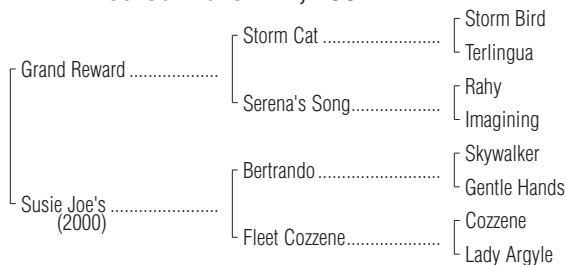 Storm Bird
Storm Cat ........................
Terlingua
Grand Reward ..................
Rahy
Serena's Song ..................
Imagining
Skywalker
Bertrando ........................
Gentle Hands
Susie Joe's ......................
(2000)
Cozzene
Fleet Cozzene ...................
Lady Argyle